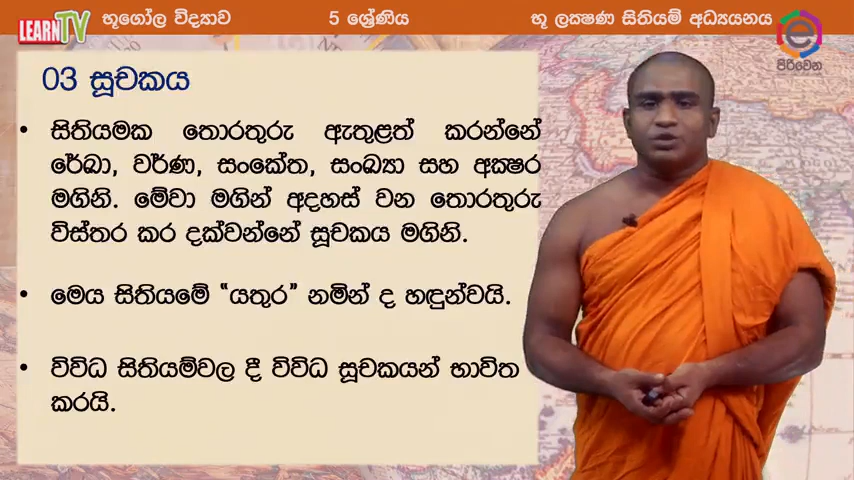 LEARN TV
භූගෝල විද්‍යාව
5 ශ්‍රේණිය
භූ ලක්ෂණ සිතියම් අධ්‍යයනය
e
පිරිවෙන
03 සූචකය
• සිතියමක තොරතුරු ඇතුළත් කරන්නේ
රේඛා, වර්ණ, සංකේත, සංඛ්‍යා සහ අක්ෂර
මගිනි. මේවා මගින් අදහස් වන තොරතුරු
විස්තර කර දක්වන්නේ සූචකය මගිනි.
• මෙය සිතියමේ "යතුර" නමින් ද හඳුන්වයි.
• විවිධ සිතියම්වල දී විවිධ සූචකයන් භාවිත
කරයි.